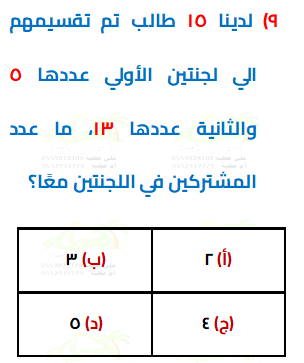 ٩) لدينا ١٥ طالب تم تقسيمهم
الي لجنتين الأولي عددها ٥
والثانية عددها ١٣، ما عدد
المشتركين في اللجنتين معًا؟
(أ) ٢
(ب) ٣
(ج) ٤
(د) ٥